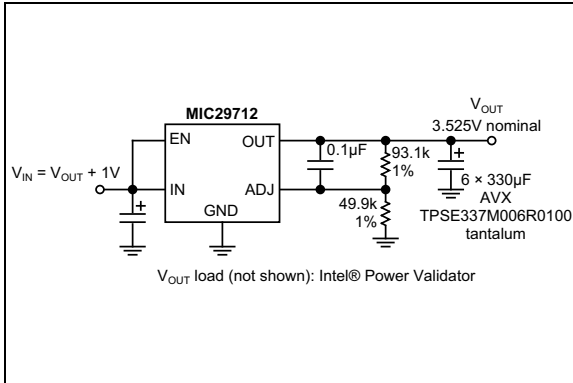 MIC29712
EN
OUT
IN
ADJ
GND
V_IN = V_OUT + 1V
0.1µF
93.1k
1%
49.9k
1%
V_OUT
3.525V nominal
6 × 330µF
AVX
TPSE337M006R0100
tantalum
V_OUT load (not shown): Intel® Power Validator